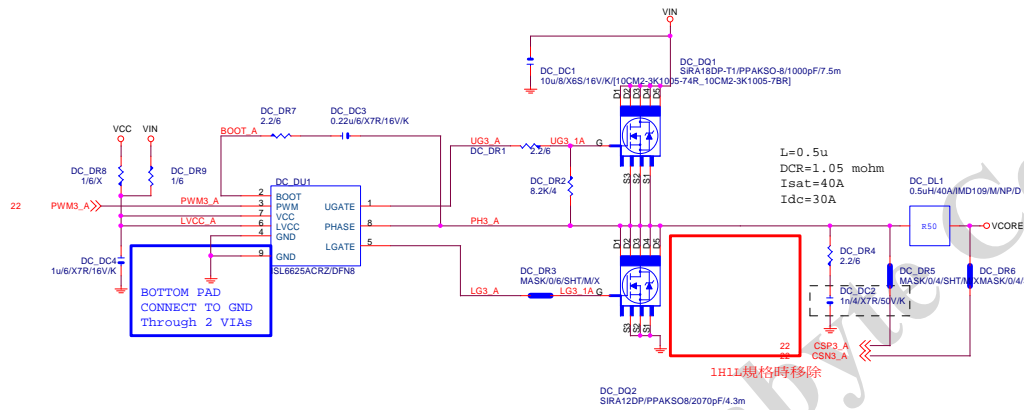 VIN
DC_DC1
10u/8/X6S/16V/K/[10CM2-3K1005-74R_10CM2-3K1005-7BR]
DC_DQ1
SiRA18DP-T1/PPAKSO-8/1000pF/7.5m
D1 D2 D3 D4 D5
G
S3 S2 S1
VCC
VIN
DC_DR7
2.2/6
DC_DC3
0.22u/6/X7R/16V/K
BOOT_A
DC_DR8
1/6/X
DC_DR9
1/6
UG3_A
DC_DR1
2.2/6
UG3_1A
DC_DR2
8.2K/4
L=0.5u
DCR=1.05 mohm
Isat=40A
Idc=30A
DC_DU1
2 BOOT
3 PWM
7 VCC
6 LVCC
4 GND
9 GND
UGATE 1
PHASE 8
LGATE 5
ISL6625ACRZ/DFN8
22 PWM3_A
PWM3_A
LVCC_A
PH3_A
DC_DL1
0.5uH/40A/IMD109/M/NP/D
R50
VCORE
D1 D2 D3 D4 D5
G
S3 S2 S1
DC_DC4
1u/6/X7R/16V/K
BOTTOM PAD
CONNECT TO GND
Through 2 VIAs
LG3_A
DC_DR3
MASK/0/6/SHT/M/X
LG3_1A
DC_DR4
2.2/6
DC_DC2
1n/4/X7R/50V/K
DC_DR5
MASK/0/4/SHT/M/X
DC_DR6
MASK/0/4/
22 CSP3_A
22 CSN3_A
1H1L規格時移除
DC_DQ2
SIRA12DP/PPAKSO8/2070pF/4.3m